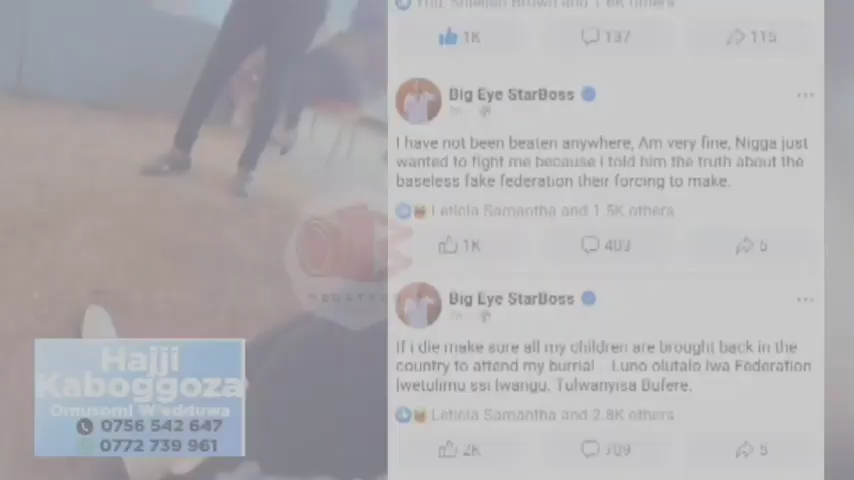 1K
137
115
Big Eye StarBoss
I have not been beaten anywhere, Am very fine, Nigga just
wanted to fight me because i told him the truth about the
baseless fake federation their forcing to make.
Leticia Samantha and 1.5K others
1K
403
5
Big Eye StarBoss
If i die make sure all my children are brought back in the
country to attend my burrial .. Luno olutalo lwa Federation
lwetulimu ssi lwangu. Tulwanyisa Bufere.
Leticia Samantha and 2.8K others
2K
709
5
Hajji
Kaboggoza
Omusomi W'edduwa
0756 542 647
0772 739 961